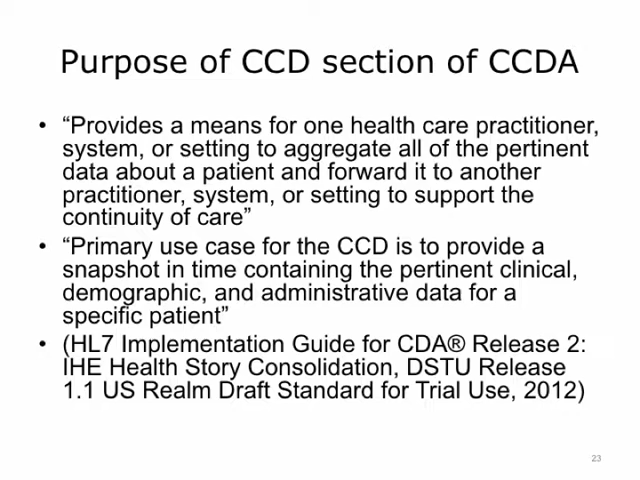 Purpose of CCD section of CCDA
• “Provides a means for one health care practitioner,
system, or setting to aggregate all of the pertinent
data about a patient and forward it to another
practitioner, system, or setting to support the
continuity of care”
• “Primary use case for the CCD is to provide a
snapshot in time containing the pertinent clinical,
demographic, and administrative data for a
specific patient”
• (HL7 Implementation Guide for CDA® Release 2:
IHE Health Story Consolidation, DSTU Release
1.1 US Realm Draft Standard for Trial Use, 2012)
23